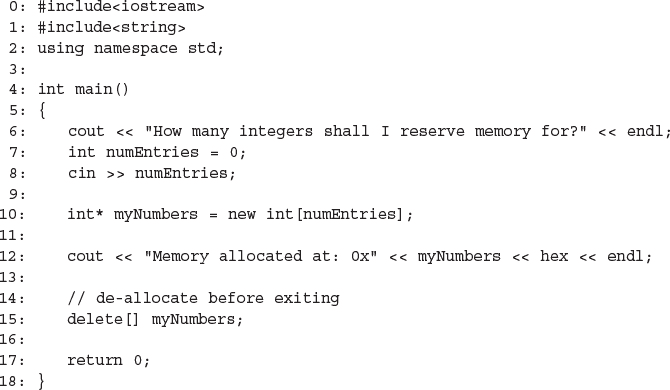 0: #include<iostream>
1: #include<string>
2: using namespace std;
3:
4: int main()
5: {
6:    cout << "How many integers shall I reserve memory for?" << endl;
7:    int numEntries = 0;
8:    cin >> numEntries;
9:
10:    int* myNumbers = new int[numEntries];
11:
12:    cout << "Memory allocated at: 0x" << myNumbers << hex << endl;
13:
14:    // de-allocate before exiting
15:    delete[] myNumbers;
16:
17:    return 0;
18: }